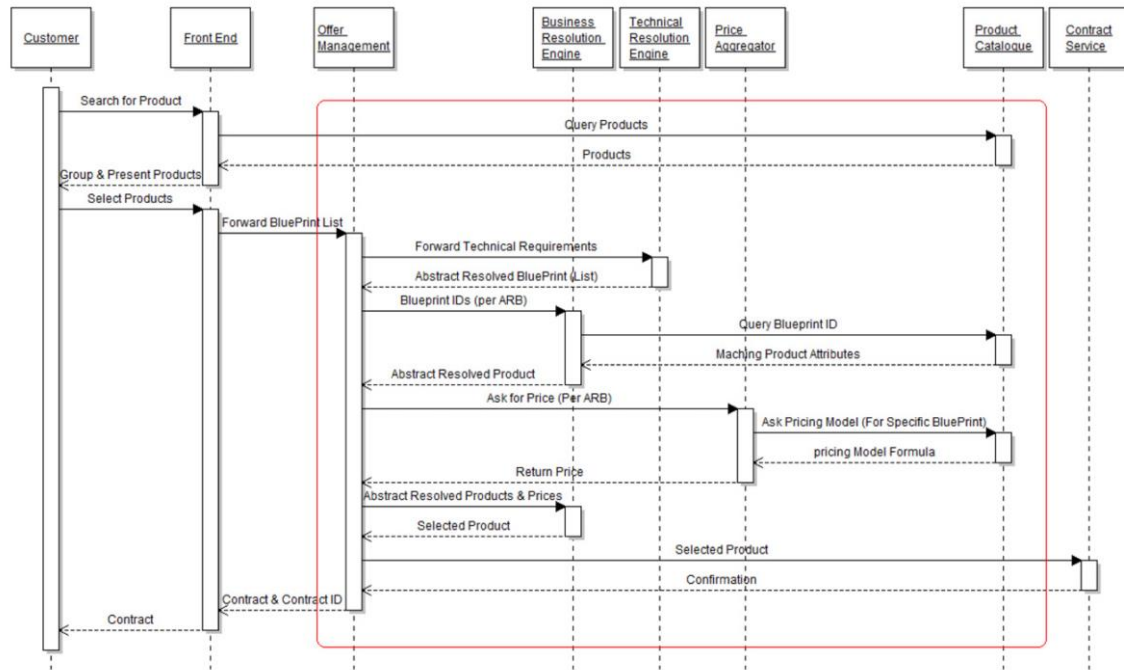 Customer
Front End
Offer
Management
Business
Resolution
Engine
Technical
Resolution
Engine
Price
Aggregator
Product
Catalogue
Contract
Service
Search for Product
Query Products
Products
Group & Present Products
Select Products
Forward BluePrint List
Forward Technical Requirements
Abstract Resolved BluePrint (List)
Blueprint IDs (per ARB)
Query Blueprint ID
Maching Product Attributes
Abstract Resolved Product
Ask for Price (Per ARB)
Ask Pricing Model (For Specific BluePrint)
pricing Model Formula
Return Price
Abstract Resolved Products & Prices
Selected Product
Selected Product
Confirmation
Contract & Contract ID
Contract